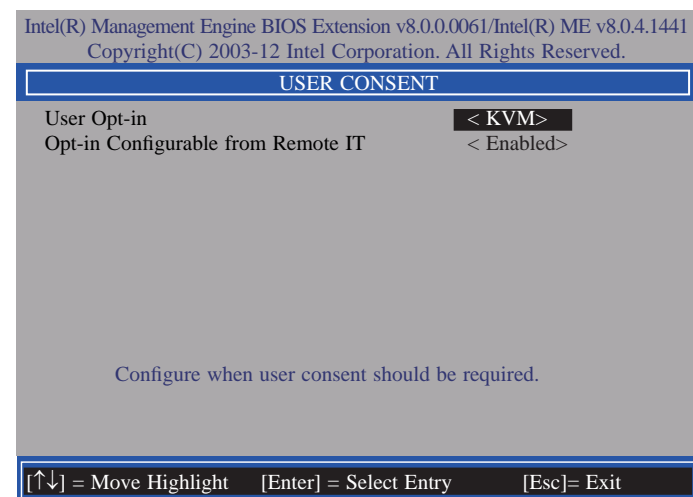 Intel(R) Management Engine BIOS Extension v8.0.0.0061/Intel(R) ME v8.0.4.1441
Copyright(C) 2003-12 Intel Corporation. All Rights Reserved.
USER CONSENT
User Opt-in < KVM>
Opt-in Configurable from Remote IT < Enabled>
Configure when user consent should be required.
[↑↓] = Move Highlight [Enter] = Select Entry [Esc]= Exit